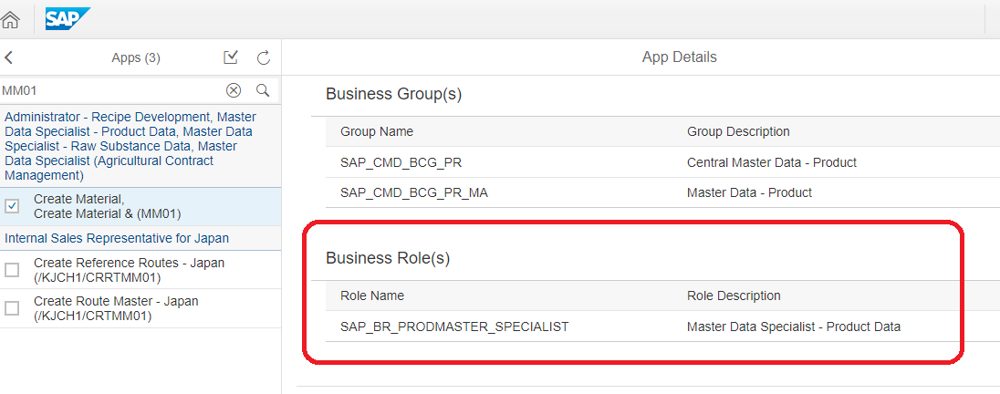 SAP
Apps (3)
App Details
MM01
Administrator - Recipe Development, Master
Data Specialist - Product Data, Master Data
Specialist - Raw Substance Data, Master
Data Specialist (Agricultural Contract
Management)
Create Material,
Create Material & (MM01)
Internal Sales Representative for Japan
Create Reference Routes - Japan
(/KJCH1/CRRTMM01)
Create Route Master - Japan
(/KJCH1/CRTMM01)
Business Group(s)
Group Name Group Description
SAP_CMD_BCG_PR Central Master Data - Product
SAP_CMD_BCG_PR_MA Master Data - Product
Business Role(s)
Role Name Role Description
SAP_BR_PRODMASTER_SPECIALIST Master Data Specialist - Product Data